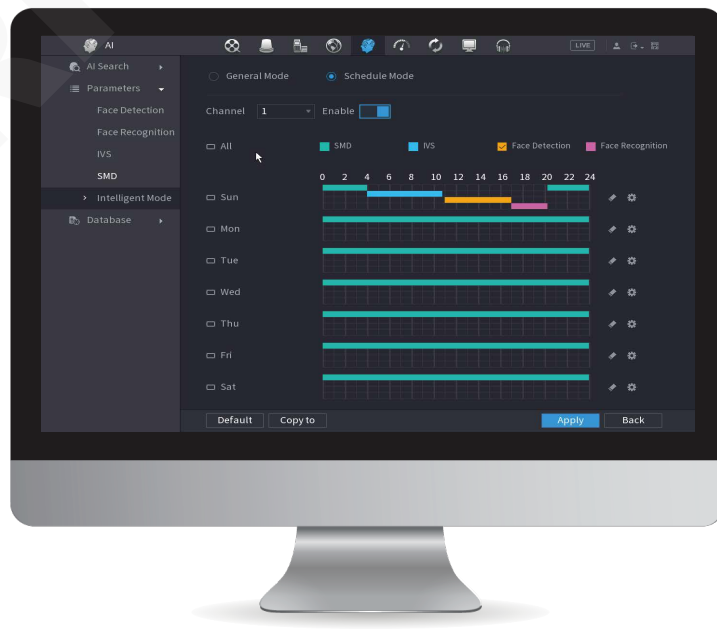 AI
LIVE
AI Search
Parameters
Face Detection
Face Recognition
IVS
SMD
Intelligent Mode
Database
General Mode
Schedule Mode
Channel 1 Enable
All
SMD IVS Face Detection Face Recognition
0 2 4 6 8 10 12 14 16 18 20 22 24
Sun
Mon
Tue
Wed
Thu
Fri
Sat
Default Copy to Apply Back